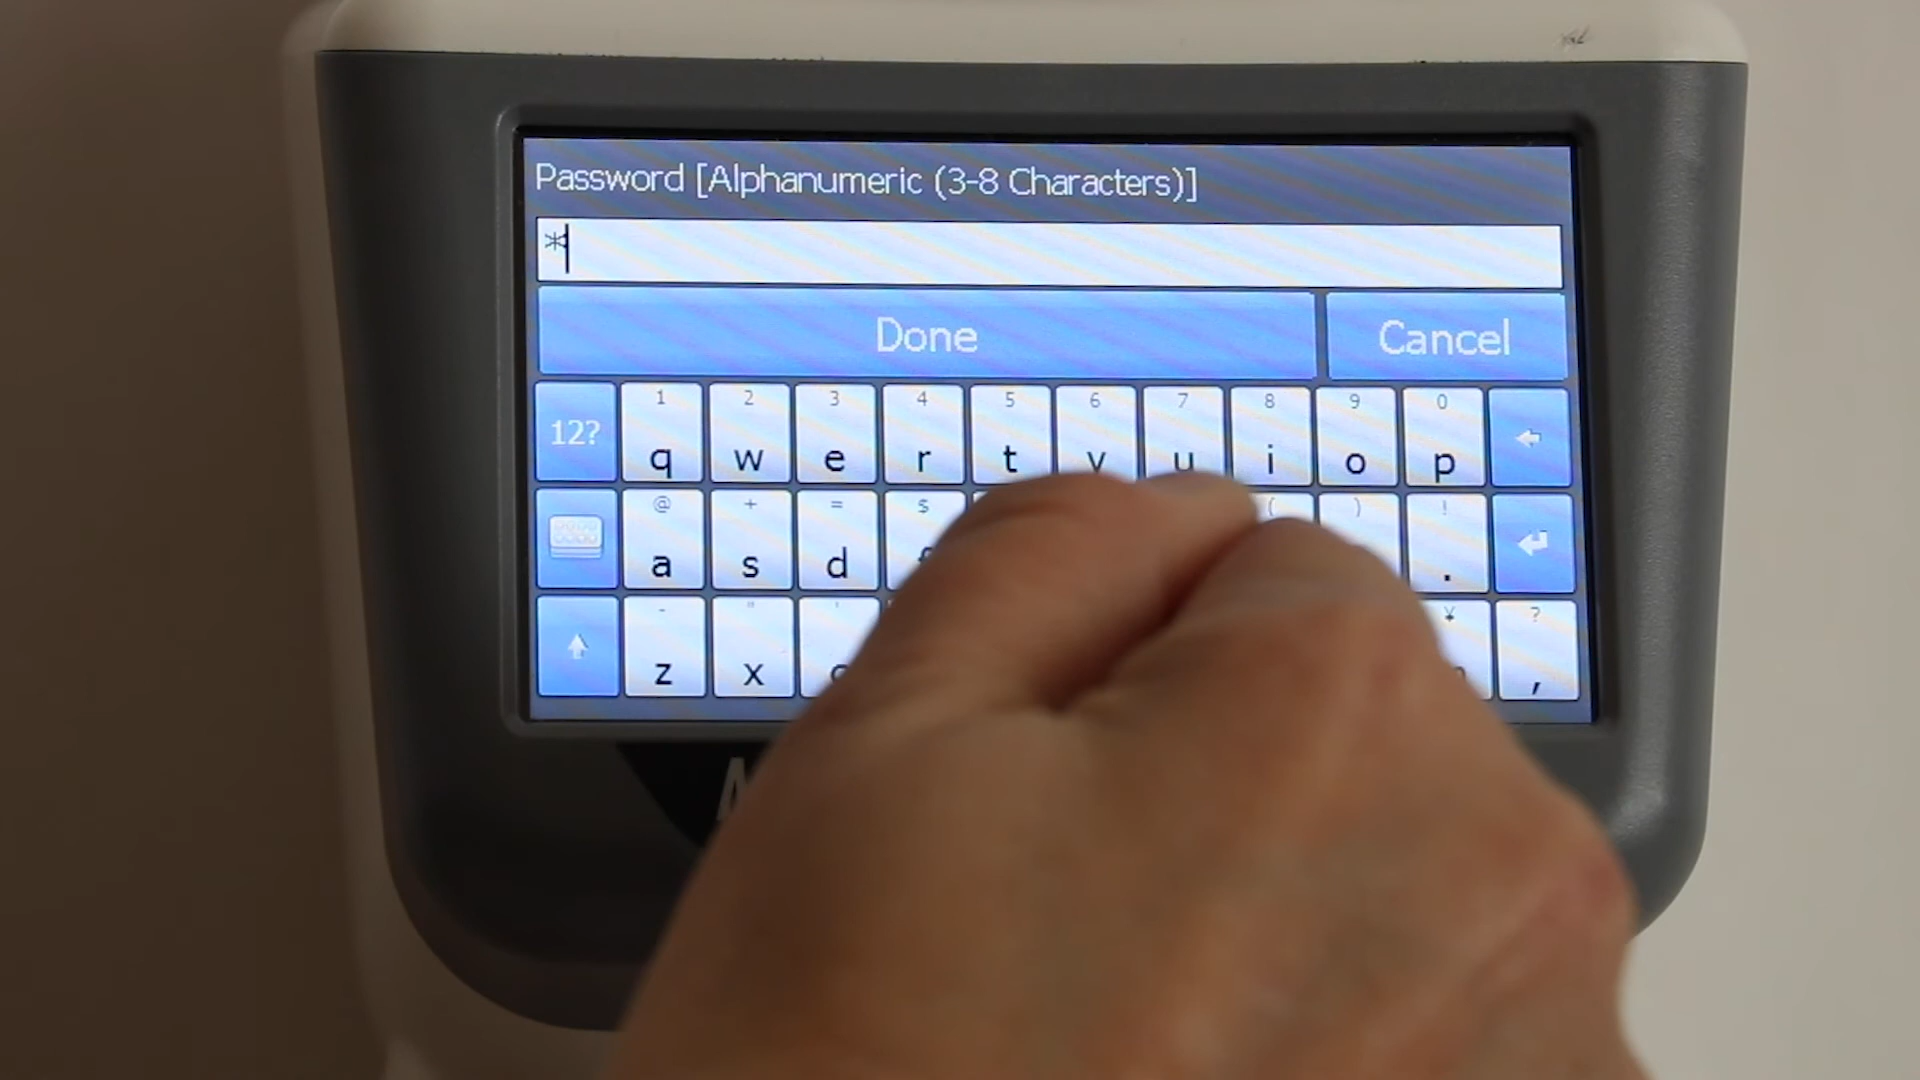 Password [Alphanumeric (3-8 Characters)]
*
Done Cancel
1 2 3 4 5 6 7 8 9 0
12? q w e r t y u i o p
@ + = $ ( ) !
a s d .
- " ' ¥ ?
z x ,